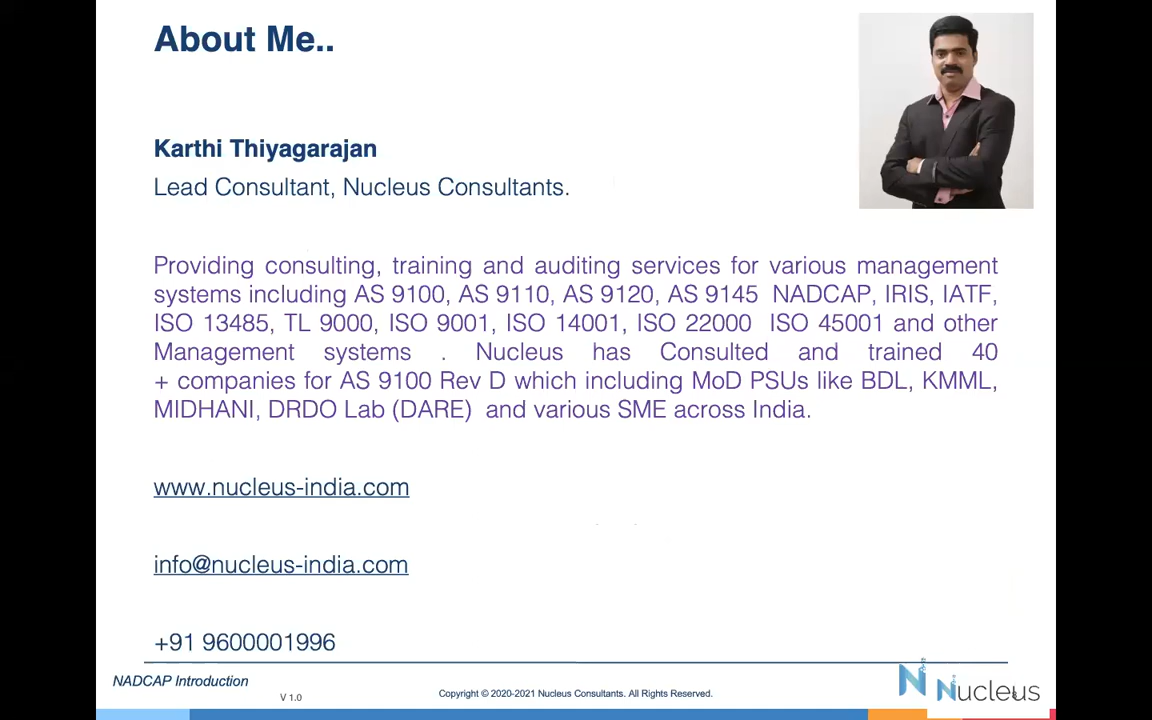 About Me..
Karthi Thiyagarajan
Lead Consultant, Nucleus Consultants.
Providing consulting, training and auditing services for various management
systems including AS 9100, AS 9110, AS 9120, AS 9145 NADCAP, IRIS, IATF,
ISO 13485, TL 9000, ISO 9001, ISO 14001, ISO 22000 ISO 45001 and other
Management systems . Nucleus has Consulted and trained 40
+ companies for AS 9100 Rev D which including MoD PSUs like BDL, KMML,
MIDHANI, DRDO Lab (DARE) and various SME across India.
www.nucleus-india.com
info@nucleus-india.com
+91 9600001996
NADCAP Introduction
V 1.0
Copyright © 2020-2021 Nucleus Consultants. All Rights Reserved.
N Nucleus